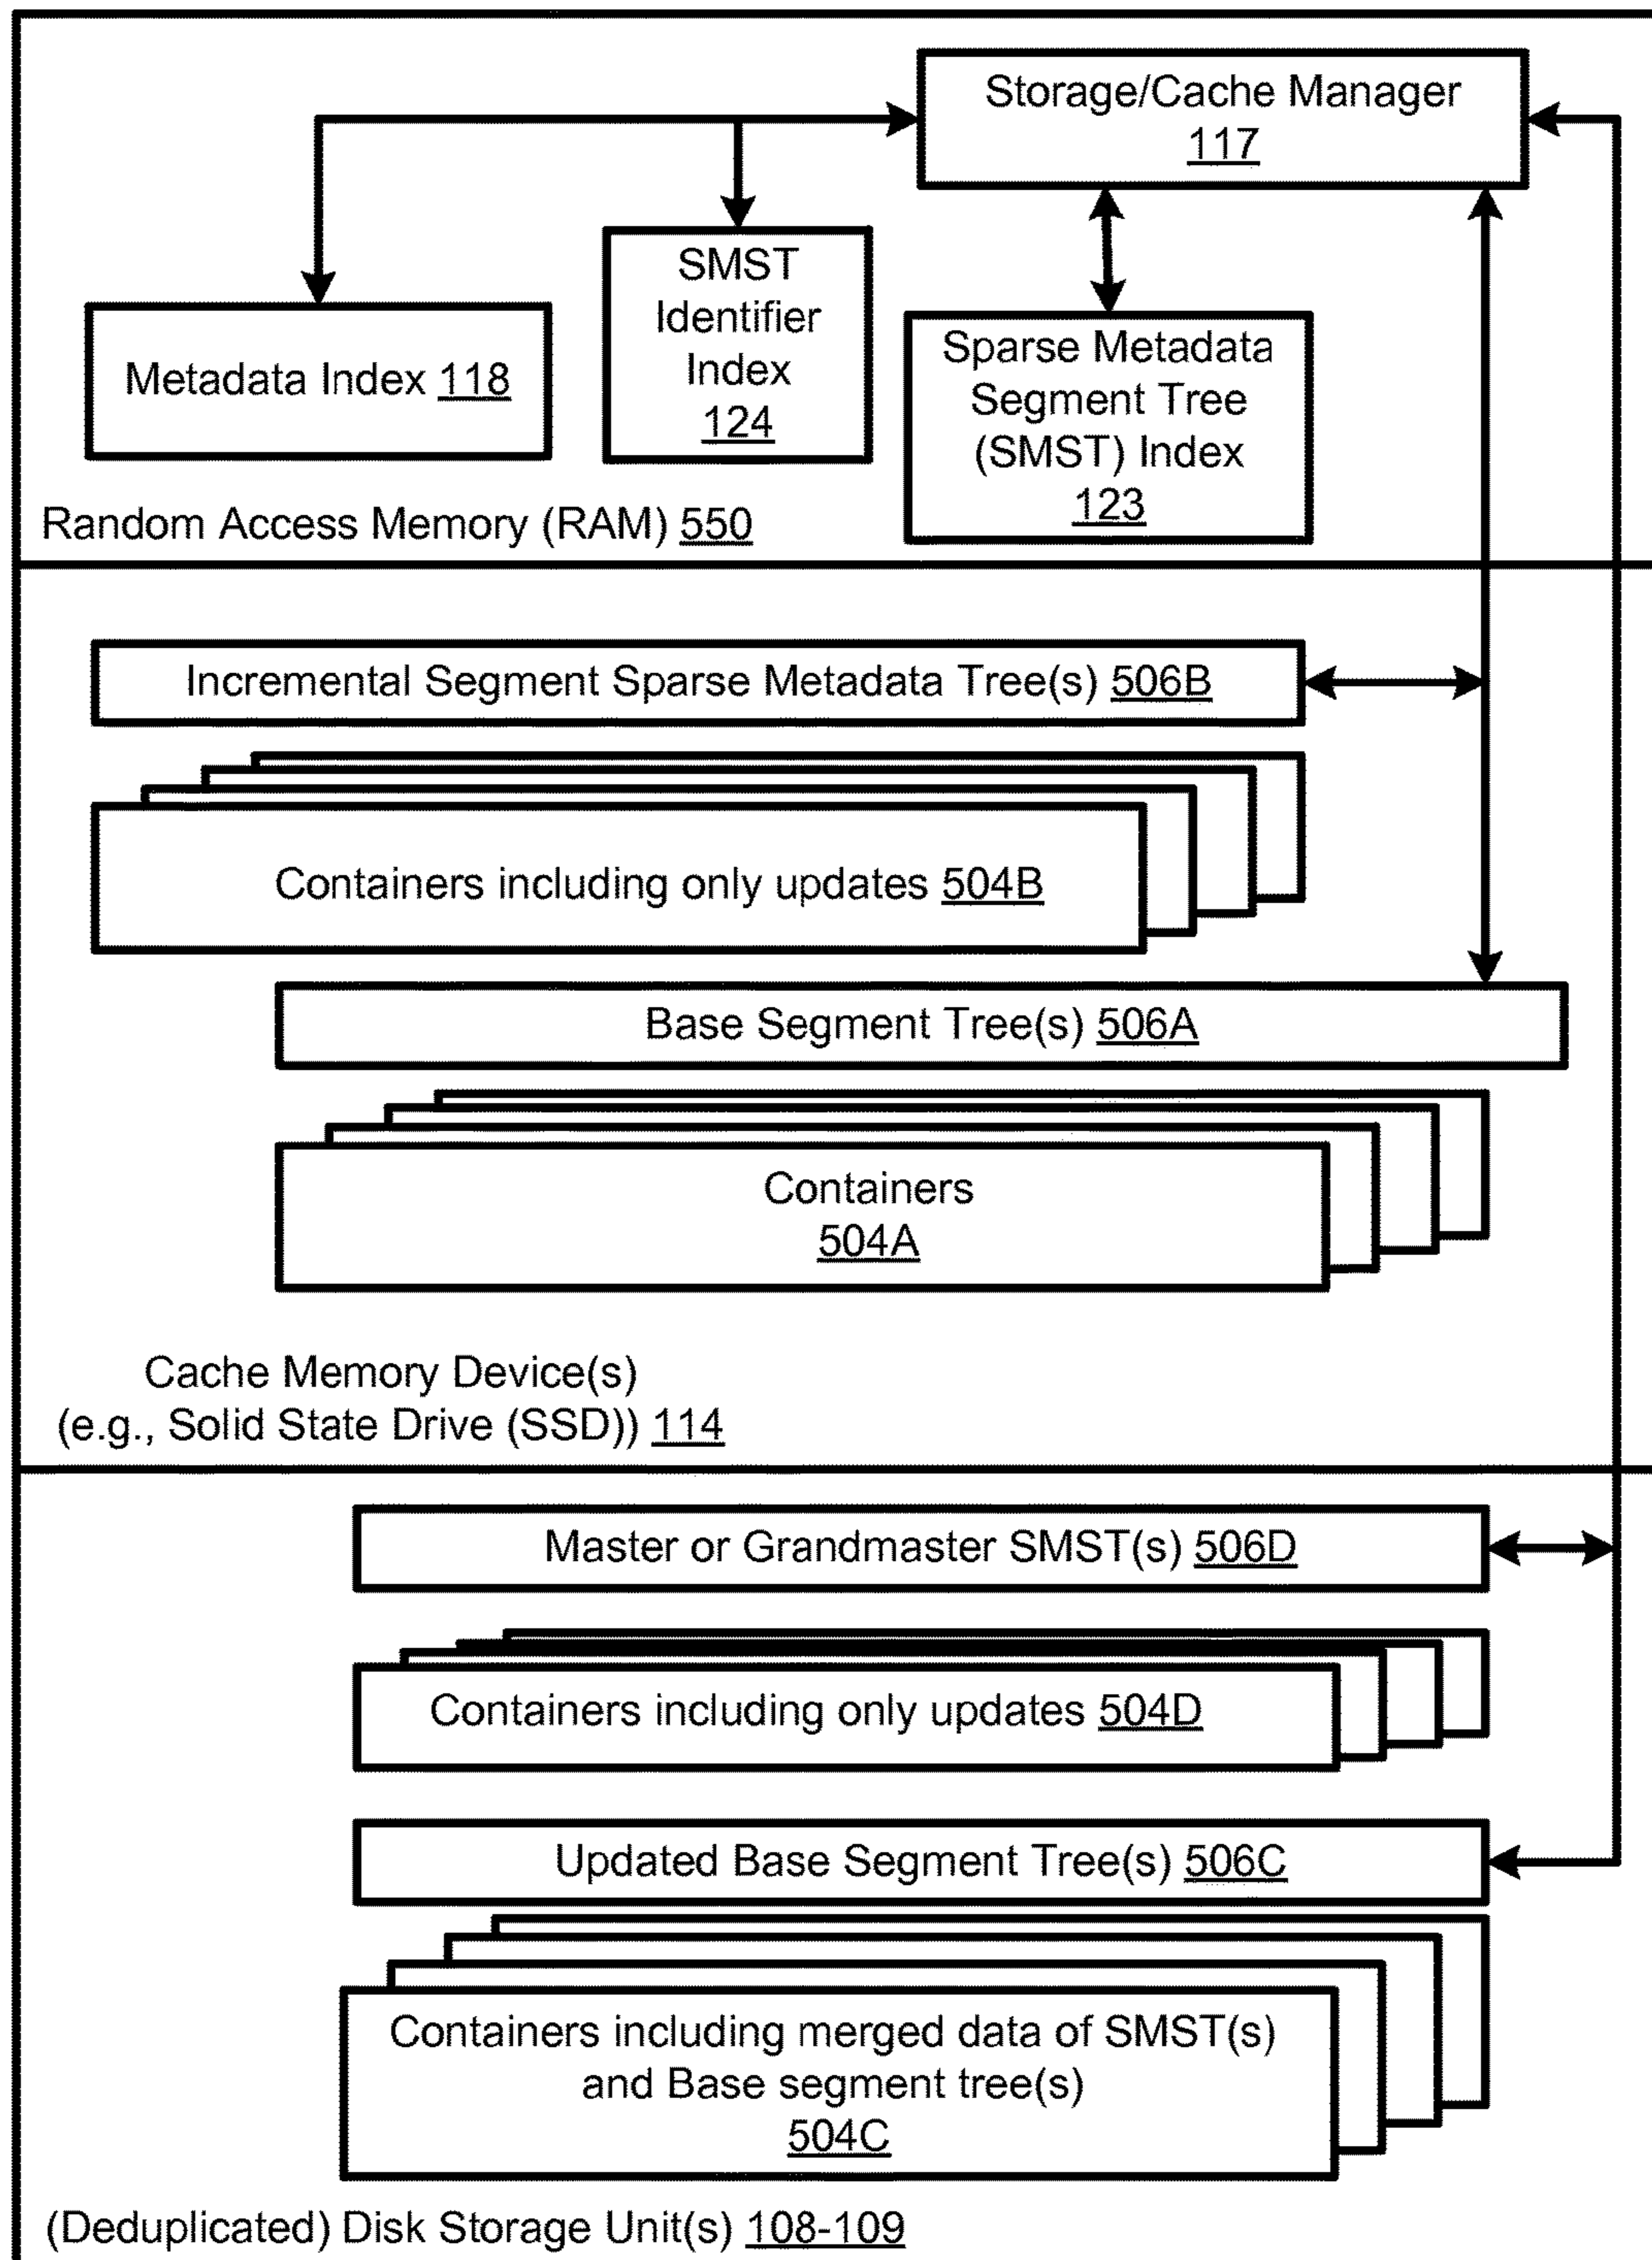 Storage/Cache Manager
117
SMST
Identifier
Index
124
Metadata Index 118
Sparse Metadata
Segment Tree
(SMST) Index
123
Random Access Memory (RAM) 550
Incremental Segment Sparse Metadata Tree(s) 506B
Containers including only updates 504B
Base Segment Tree(s) 506A
Containers
504A
Cache Memory Device(s)
(e.g., Solid State Drive (SSD)) 114
Master or Grandmaster SMST(s) 506D
Containers including only updates 504D
Updated Base Segment Tree(s) 506C
Containers including merged data of SMST(s)
and Base segment tree(s)
504C
(Deduplicated) Disk Storage Unit(s) 108-109